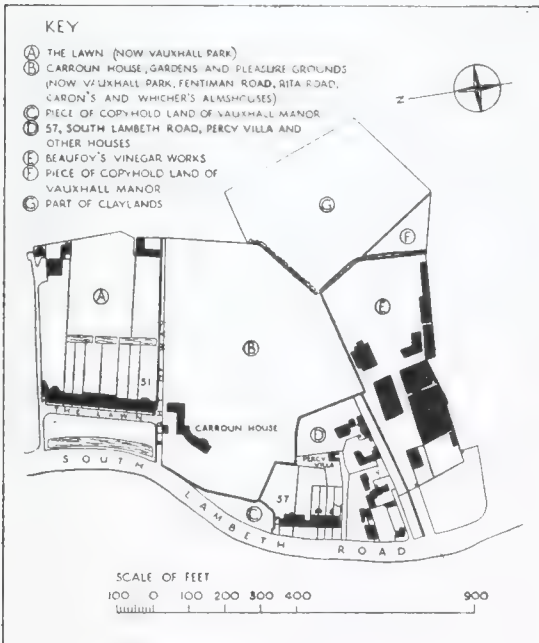 KEY
Ⓐ THE LAWN (NOW VAUXHALL PARK)
Ⓑ CARROUN HOUSE, GARDENS AND PLEASURE GROUNDS
(NOW VAUXHALL PARK, FENTIMAN ROAD, RITA ROAD,
CARON'S AND WHICHER'S ALMSHOUSES)
Ⓒ PIECE OF COPYHOLD LAND OF VAUXHALL MANOR
Ⓓ 57, SOUTH LAMBETH ROAD, PERCY VILLA AND
OTHER HOUSES
Ⓔ BEAUFOY'S VINEGAR WORKS
Ⓕ PIECE OF COPYHOLD LAND OF
VAUXHALL MANOR
Ⓖ PART OF CLAYLANDS
Z
Ⓖ
Ⓕ
Ⓐ
Ⓔ
Ⓑ
51
THE LAWN
CARROUN HOUSE
Ⓓ
PERCY VILLA
57
Ⓒ
SOUTH LAMBETH ROAD
SCALE OF FEET
100 0 100 200 300 400 900